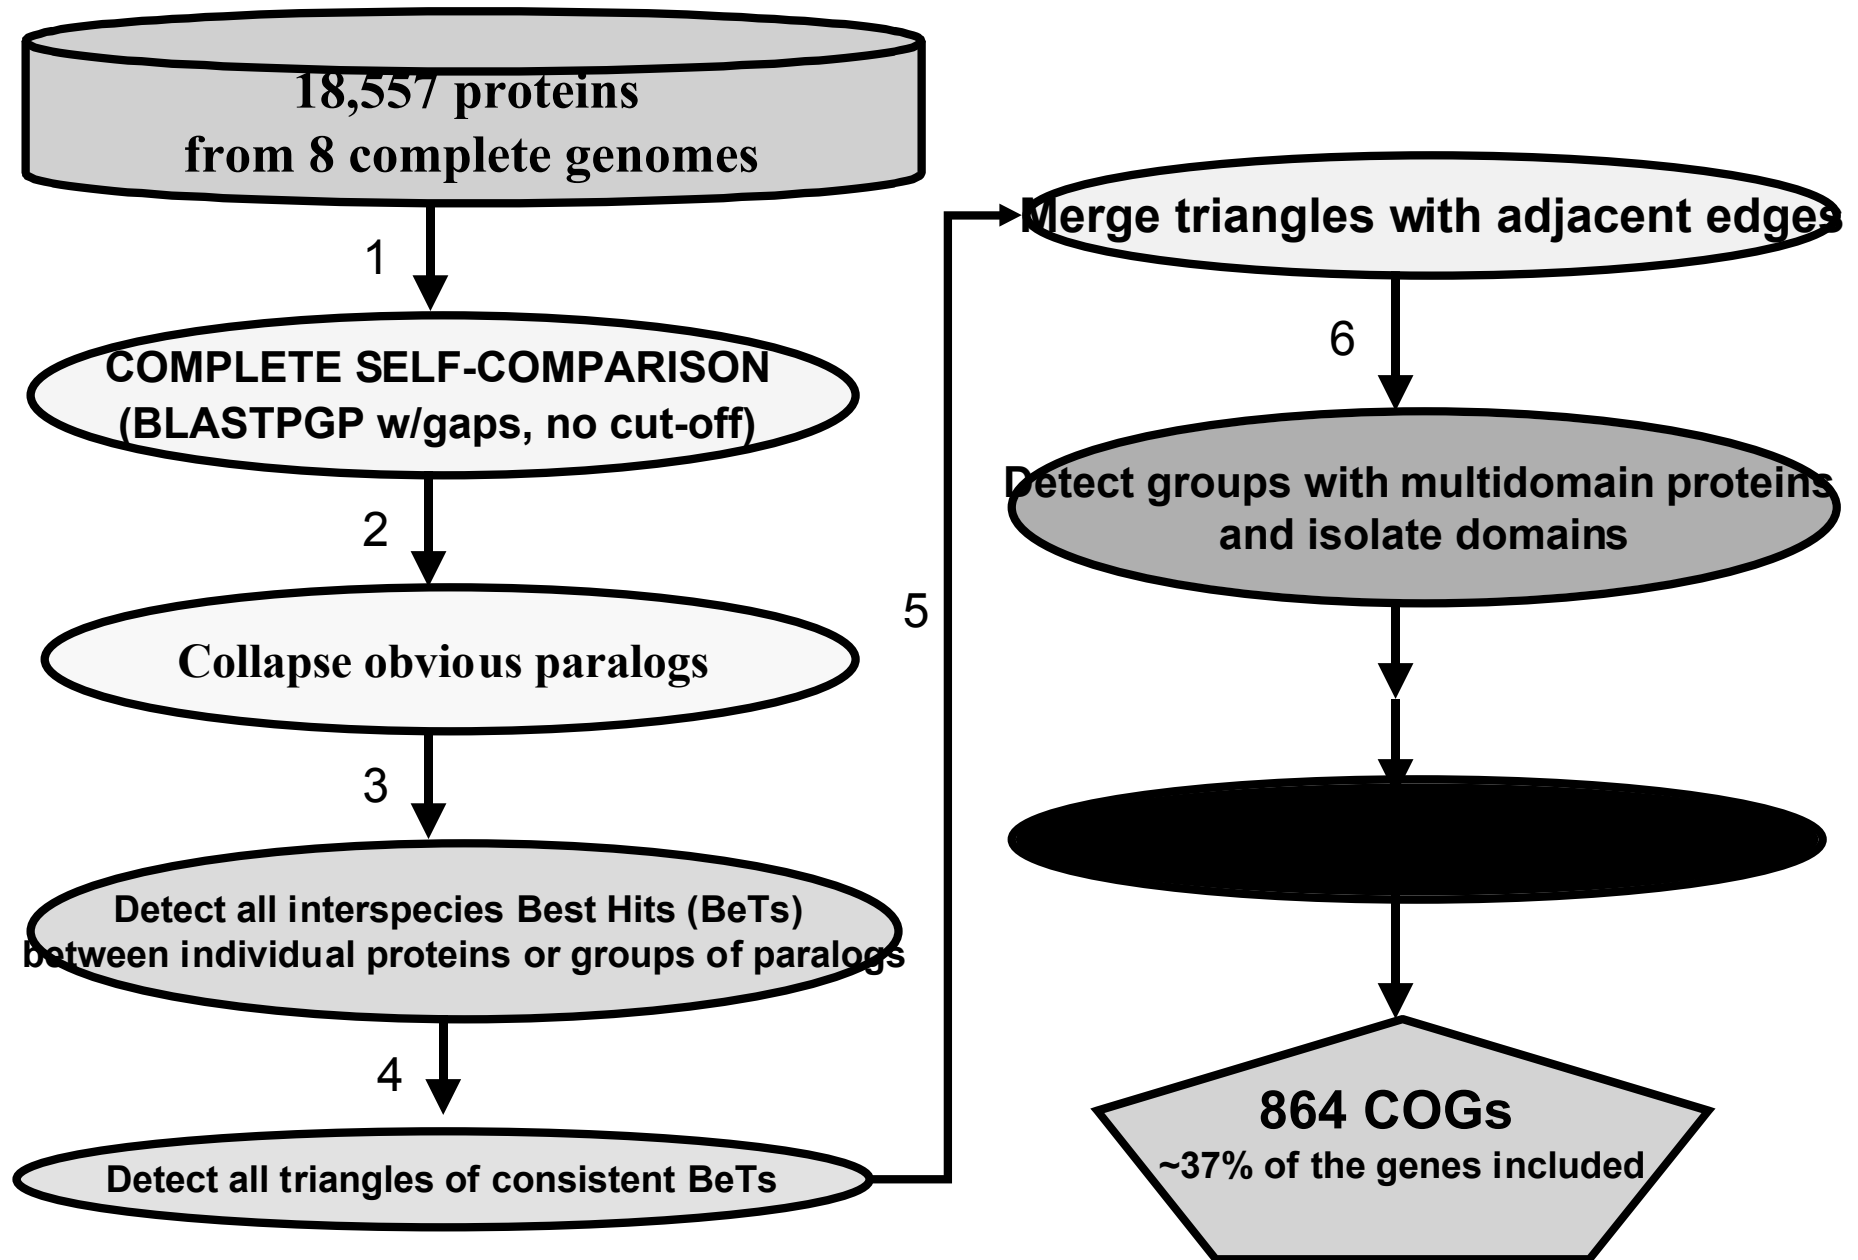 18,557 proteins
from 8 complete genomes
1
COMPLETE SELF-COMPARISON
(BLASTPGP w/gaps, no cut-off)
2
Collapse obvious paralogs
3
Detect all interspecies Best Hits (BeTs)
between individual proteins or groups of paralogs
4
Detect all triangles of consistent BeTs
5
Merge triangles with adjacent edges
6
Detect groups with multidomain proteins
and isolate domains
864 COGs
~37% of the genes included